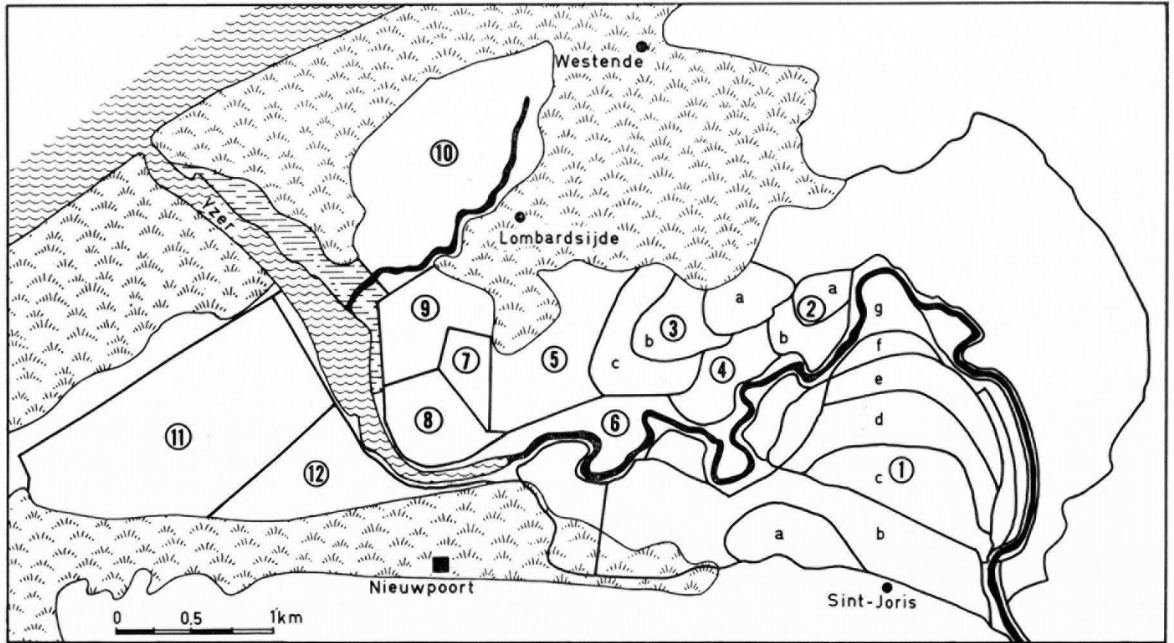 Westende
10
Yzer
Lombardsijde
a
a
2
g
9
3
b
b
f
7
5
c
4
e
8
6
d
11
12
c
1
a
b
Nieuwpoort
Sint-Joris
0 0.5 1km